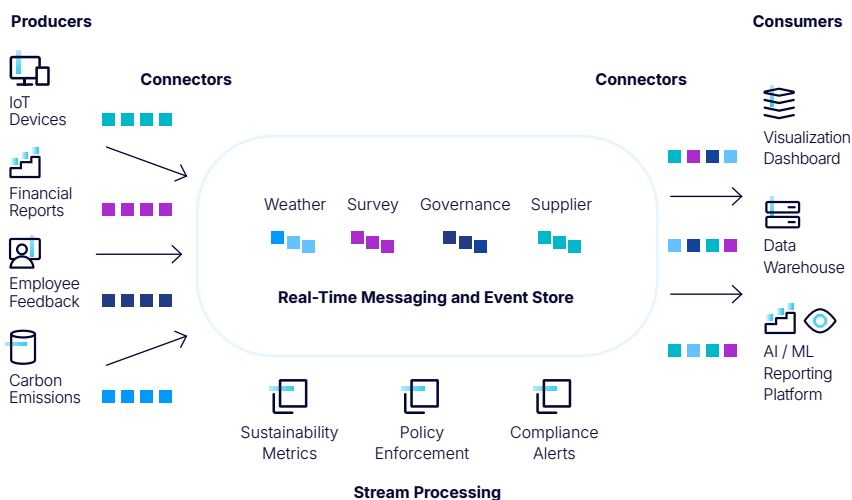 Producers
Consumers
Connectors
Connectors
IoT
Devices
Financial
Reports
Employee
Feedback
Carbon
Emissions
Weather
Survey
Governance
Supplier
Real-Time Messaging and Event Store
Visualization
Dashboard
Data
Warehouse
AI / ML
Reporting
Platform
Sustainability
Metrics
Policy
Enforcement
Compliance
Alerts
Stream Processing